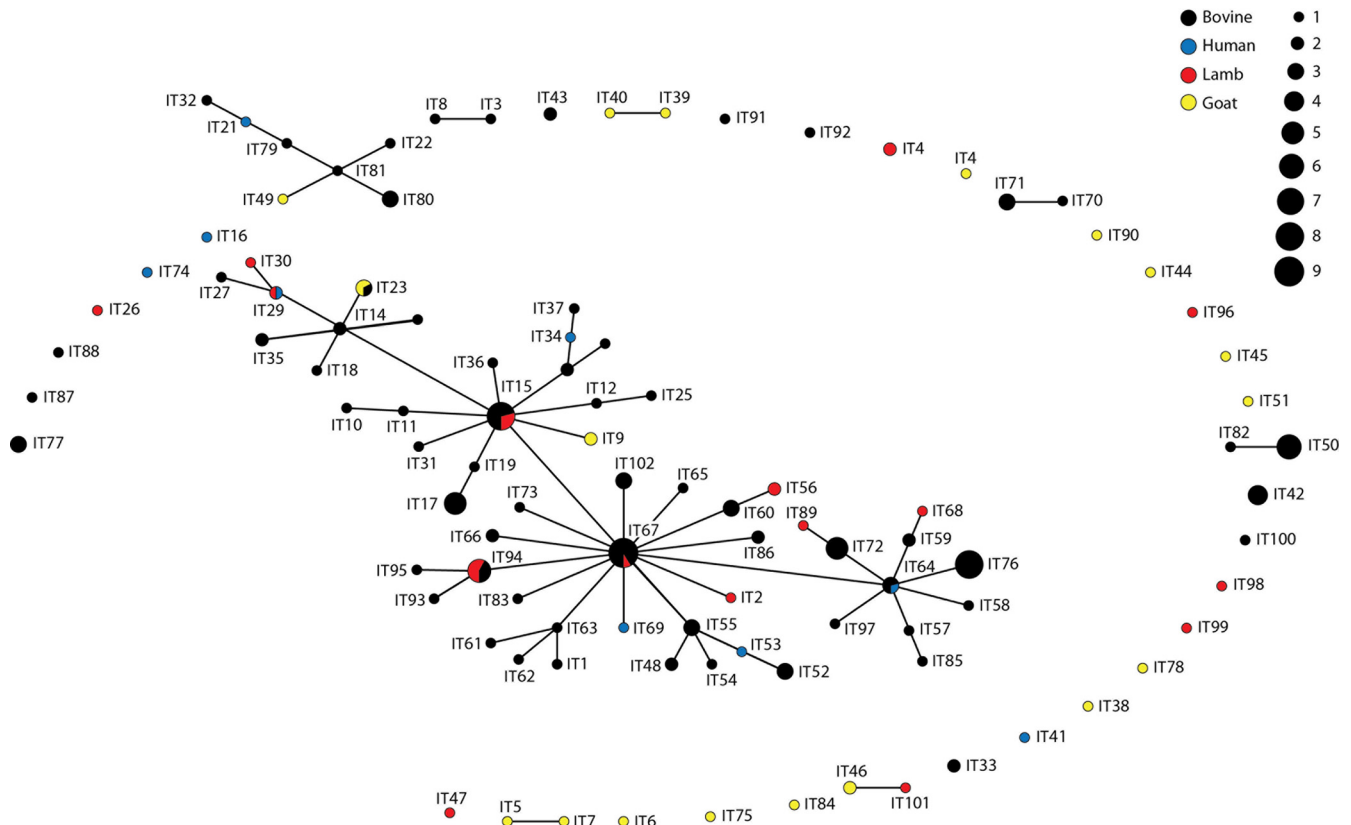 Bovine 1
Human 2
Lamb 3
Goat 4
5
6
7
8
9
IT32
IT21
IT79
IT22
IT81
IT49
IT80
IT8
IT3
IT43
IT40
IT39
IT91
IT92
IT4
IT4
IT71
IT70
IT90
IT44
IT96
IT45
IT51
IT82
IT50
IT42
IT100
IT98
IT99
IT78
IT38
IT41
IT33
IT46
IT101
IT84
IT75
IT6
IT5
IT7
IT47
IT16
IT74
IT26
IT88
IT87
IT77
IT30
IT27
IT29
IT23
IT14
IT35
IT18
IT37
IT34
IT36
IT15
IT12
IT25
IT10
IT11
IT9
IT31
IT19
IT17
IT102
IT65
IT73
IT56
IT60
IT89
IT68
IT66
IT67
IT86
IT72
IT59
IT94
IT95
IT64
IT76
IT93
IT83
IT2
IT58
IT97
IT57
IT85
IT63
IT69
IT55
IT53
IT61
IT62
IT1
IT48
IT54
IT52